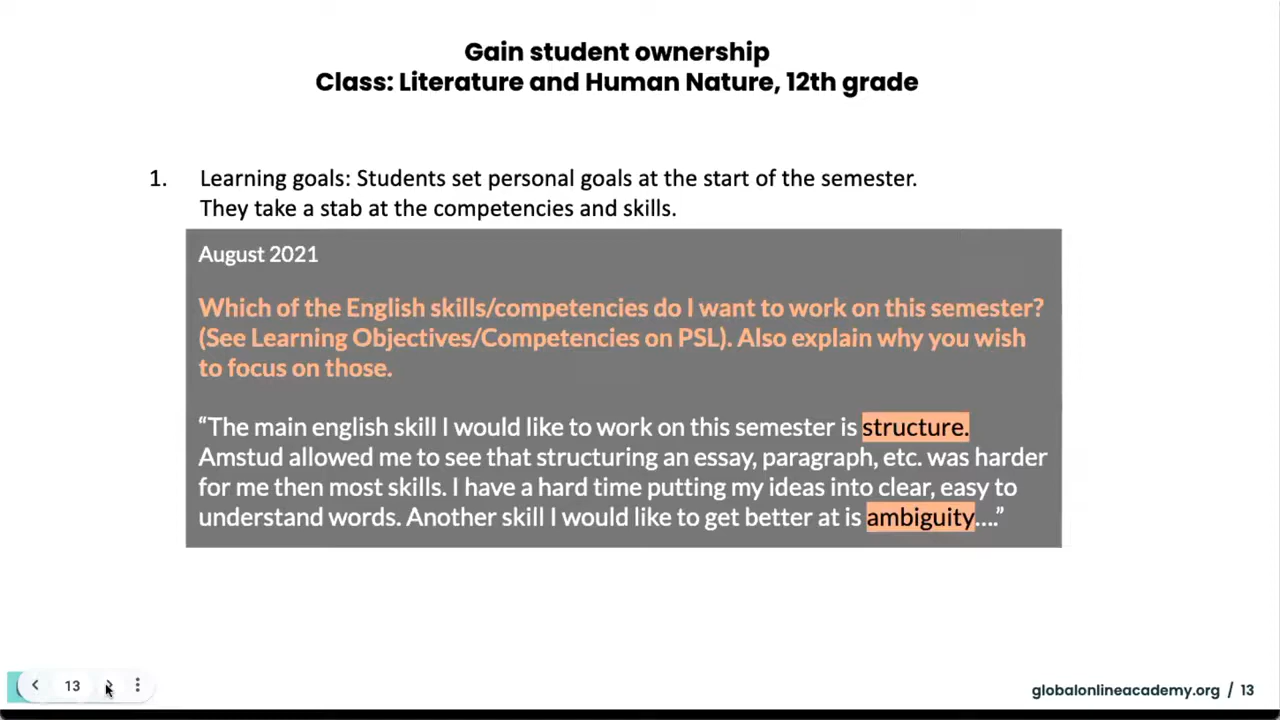 Gain student ownership
Class: Literature and Human Nature, 12th grade
1. Learning goals: Students set personal goals at the start of the semester.
They take a stab at the competencies and skills.
August 2021
Which of the English skills/competencies do I want to work on this semester?
(See Learning Objectives/Competencies on PSL). Also explain why you wish
to focus on those.
“The main english skill I would like to work on this semester is structure.
Amstud allowed me to see that structuring an essay, paragraph, etc. was harder
for me then most skills. I have a hard time putting my ideas into clear, easy to
understand words. Another skill I would like to get better at is ambiguity....”
13
globalonlineacademy.org / 13